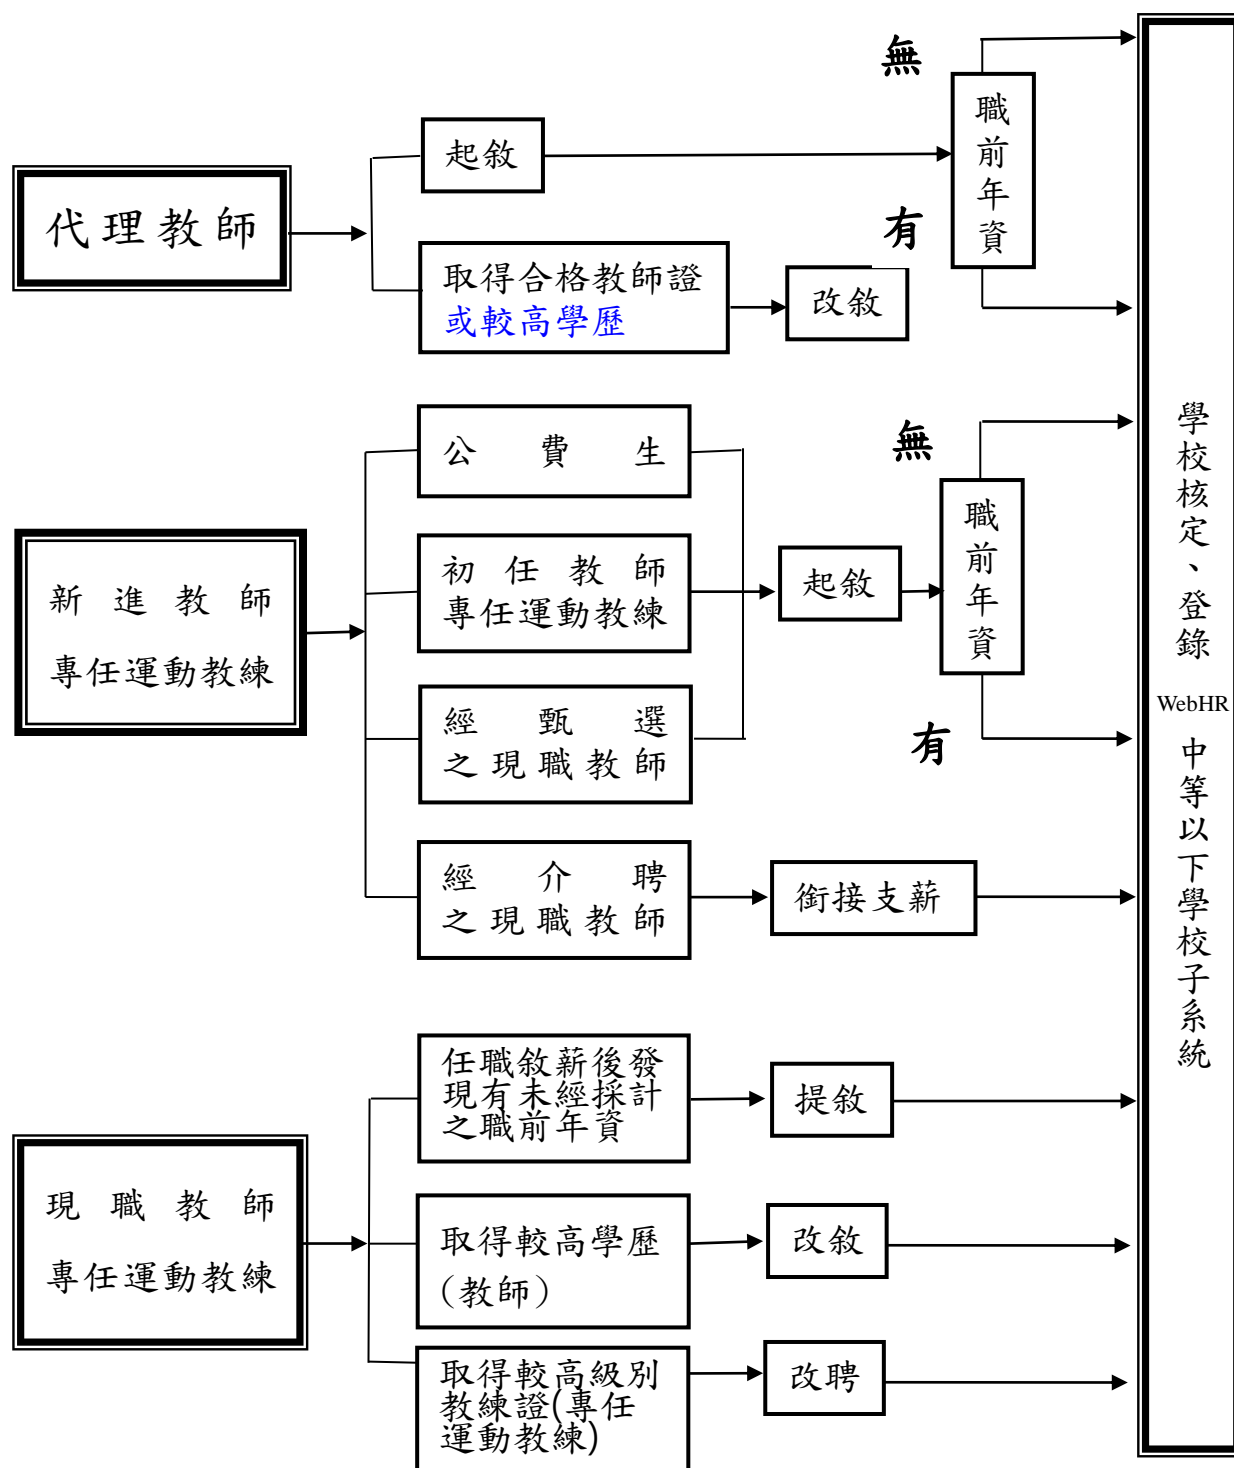 代理教師
起敘
取得合格教師證
或較高學歷
改敘
無
有
職前年資
新進教師
專任運動教練
公費生
初任教師
專任運動教練
經甄選
之現職教師
經介聘
之現職教師
起敘
無
有
職前年資
銜接支薪
現職教師
專任運動教練
任職敘薪後發
現有未經採計
之職前年資
提敘
取得較高學歷
(教師)
改敘
取得較高級別
教練證(專任
運動教練)
改聘
學校核定、登錄
WebHR
中等以下學校子系統